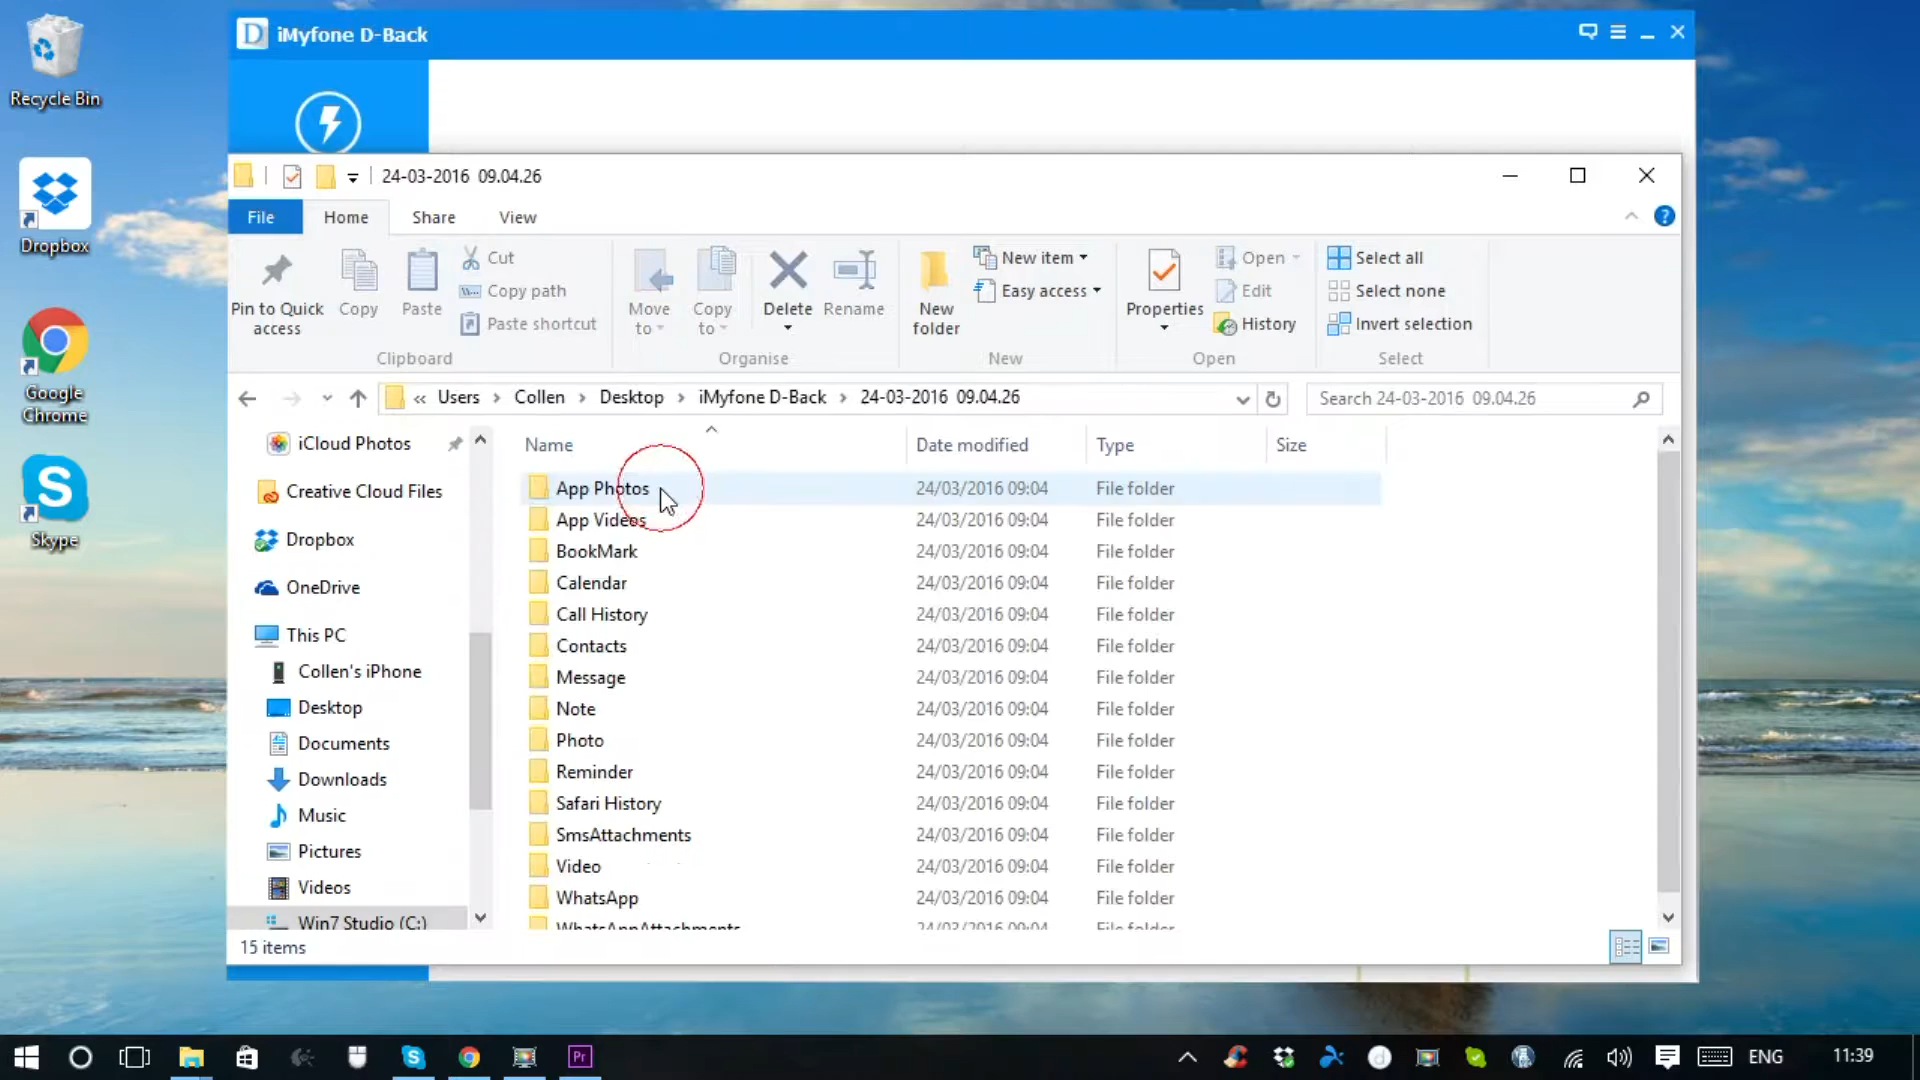 Recycle Bin
Dropbox
Google
Chrome
Skype
D iMyfone D-Back
24-03-2016 09.04.26
File Home Share View
Pin to Quick
access
Copy
Paste
Cut
Copy path
Paste shortcut
Clipboard
Move
to
Copy
to
Delete
Rename
Organise
New
folder
New item
Easy access
New
Properties
Open
Edit
History
Open
Select all
Select none
Invert selection
Select
« Users › Collen › Desktop › iMyfone D-Back › 24-03-2016 09.04.26
Search 24-03-2016 09.04.26
iCloud Photos
Creative Cloud Files
Dropbox
OneDrive
This PC
Collen's iPhone
Desktop
Documents
Downloads
Music
Pictures
Videos
Win7 Studio (C:)
Name Date modified Type Size
App Photos 24/03/2016 09:04 File folder
App Videos 24/03/2016 09:04 File folder
BookMark 24/03/2016 09:04 File folder
Calendar 24/03/2016 09:04 File folder
Call History 24/03/2016 09:04 File folder
Contacts 24/03/2016 09:04 File folder
Message 24/03/2016 09:04 File folder
Note 24/03/2016 09:04 File folder
Photo 24/03/2016 09:04 File folder
Reminder 24/03/2016 09:04 File folder
Safari History 24/03/2016 09:04 File folder
SmsAttachments 24/03/2016 09:04 File folder
Video 24/03/2016 09:04 File folder
WhatsApp 24/03/2016 09:04 File folder
WhatsAppAttachments 24/03/2016 09:04 File folder
15 items
Pr
ENG
11:39